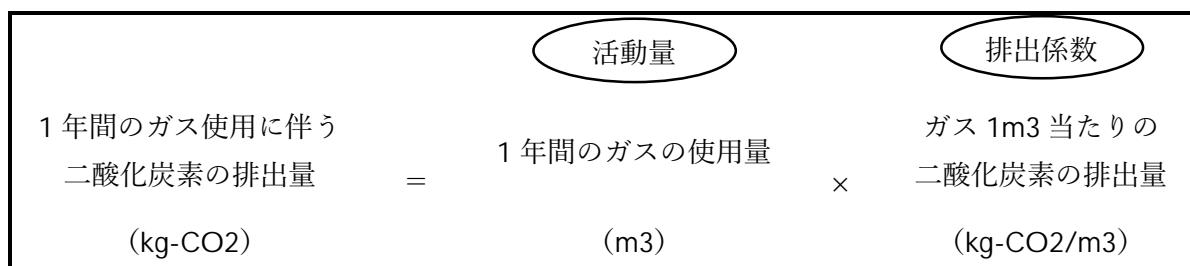 活動量 排出係数
1 年間のガス使用に伴う ガス 1m3 当たりの
1 年間のガスの使用量
二酸化炭素の排出量 = × 二酸化炭素の排出量
（kg-CO2） （m3） （kg-CO2/m3）